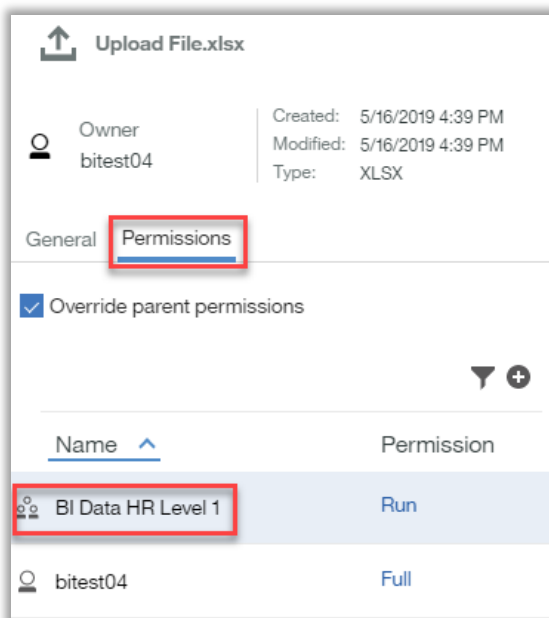 Upload File.xlsx
Owner
bitest04
Created: 5/16/2019 4:39 PM
Modified: 5/16/2019 4:39 PM
Type: XLSX
General Permissions
Override parent permissions
Name Permission
BI Data HR Level 1 Run
bitest04 Full